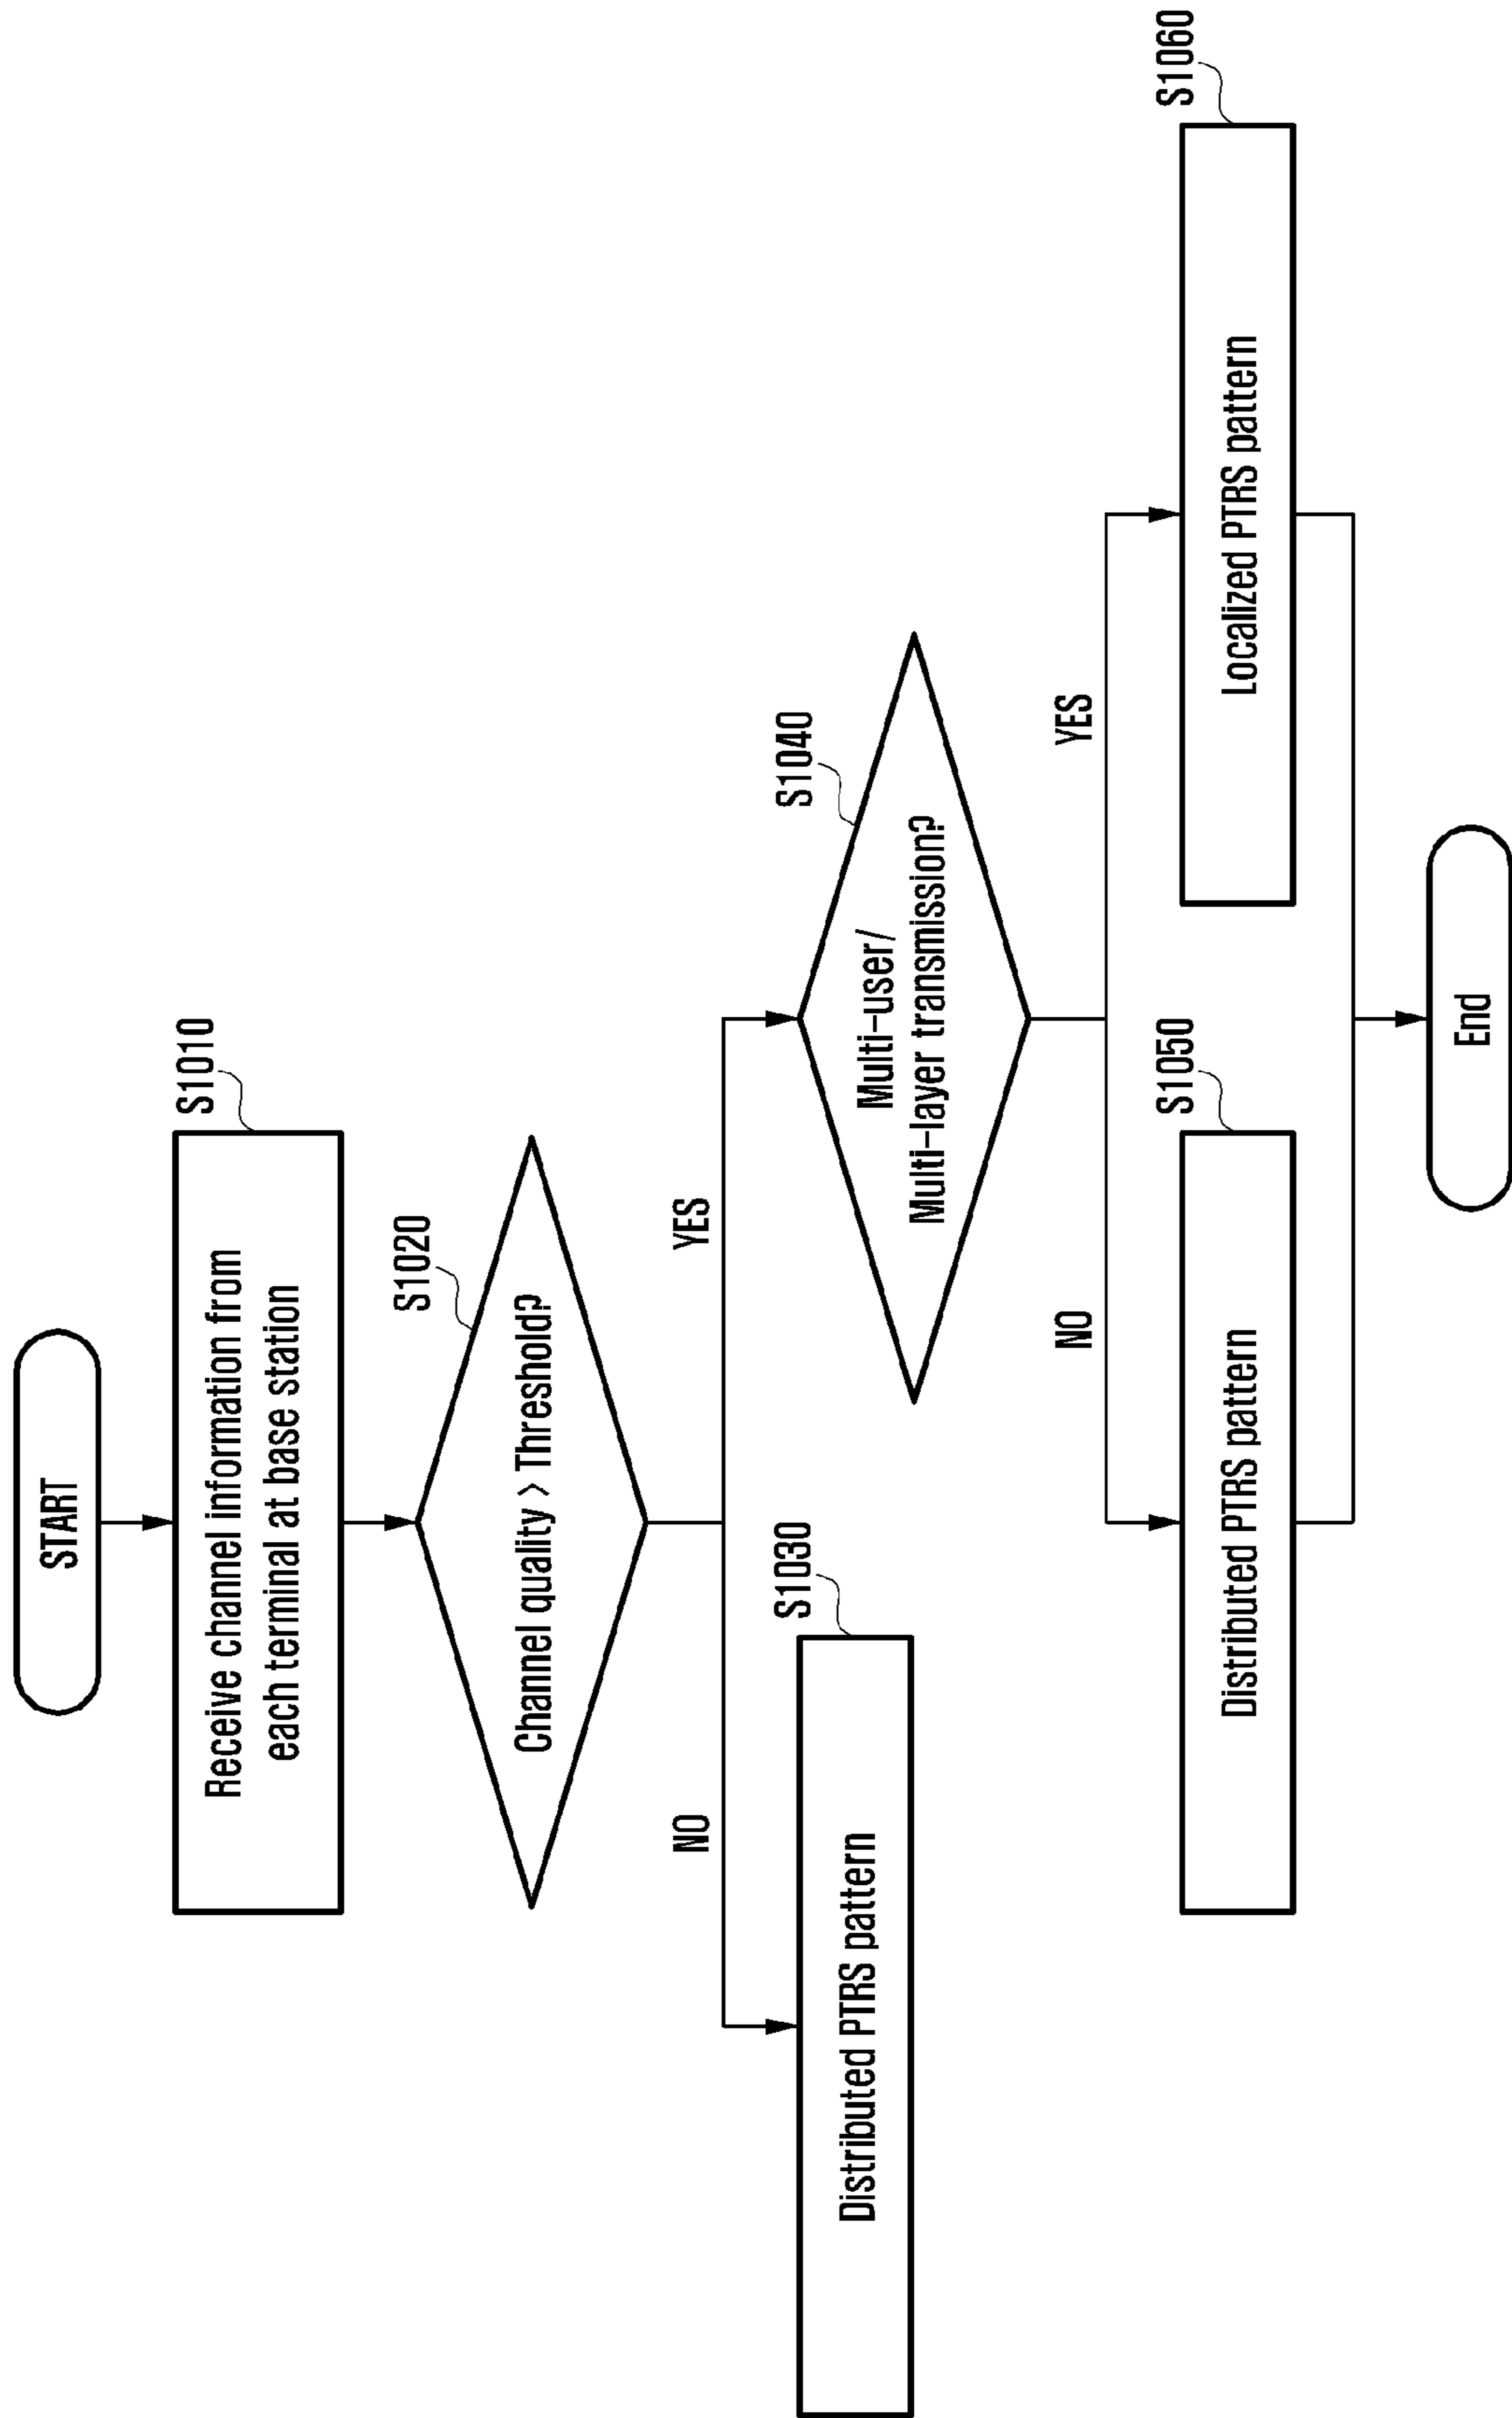 START
S1010
Receive channel information from
each terminal at base station
S1020
Channel quality > Threshold?
NO
YES
S1030
Distributed PTRS pattern
S1040
Multi-user/
Multi-layer transmission?
NO
YES
S1050
Distributed PTRS pattern
S1060
Localized PTRS pattern
End